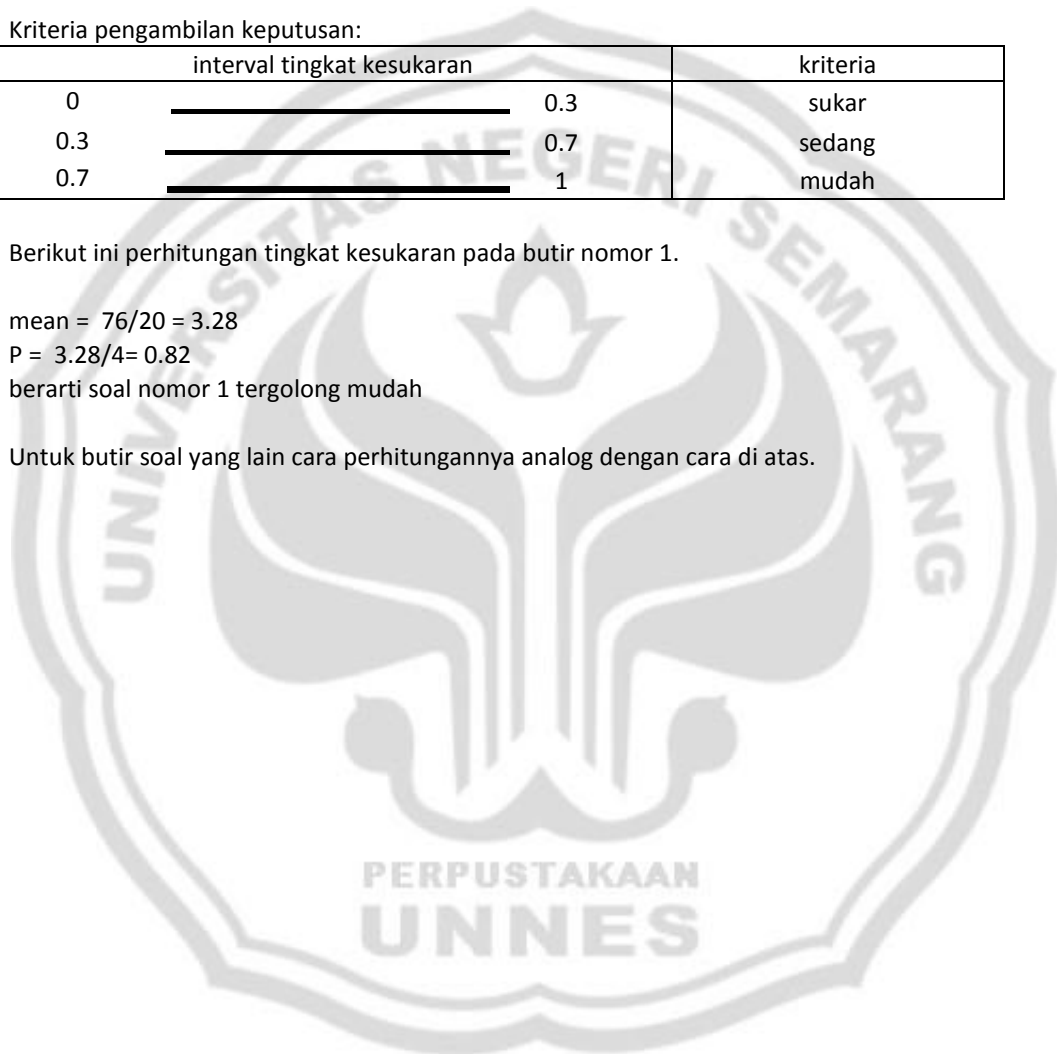 Kriteria pengambilan keputusan:
interval tingkat kesukaran kriteria
0 0.3 sukar
0.3 0.7 sedang
0.7 1 mudah
Berikut ini perhitungan tingkat kesukaran pada butir nomor 1.
mean = 76/20 = 3.28
P = 3.28/4= 0.82
berarti soal nomor 1 tergolong mudah
Untuk butir soal yang lain cara perhitungannya analog dengan cara di atas.
UNIVERSITAS NEGERI SEMARANG
PERPUSTAKAAN
UNNES